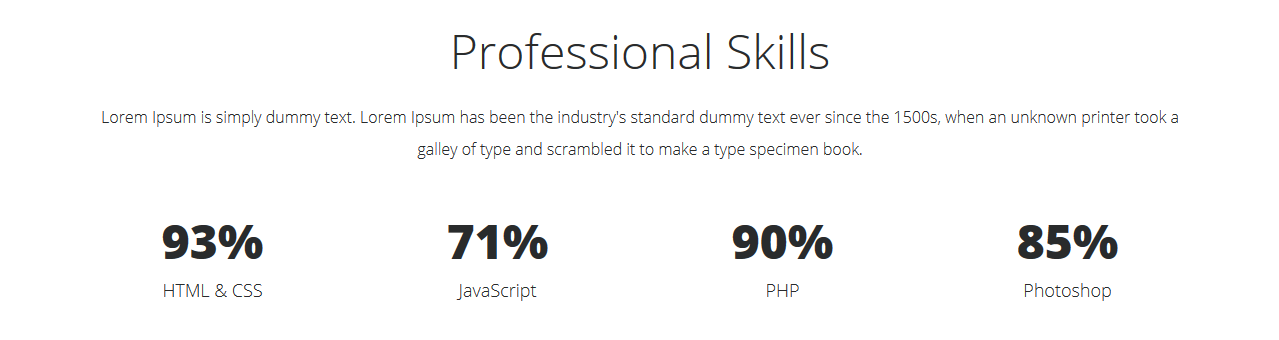 Professional Skills
Lorem Ipsum is simply dummy text. Lorem Ipsum has been the industry's standard dummy text ever since the 1500s, when an unknown printer took a
galley of type and scrambled it to make a type specimen book.
93% 71% 90% 85%
HTML & CSS JavaScript PHP Photoshop